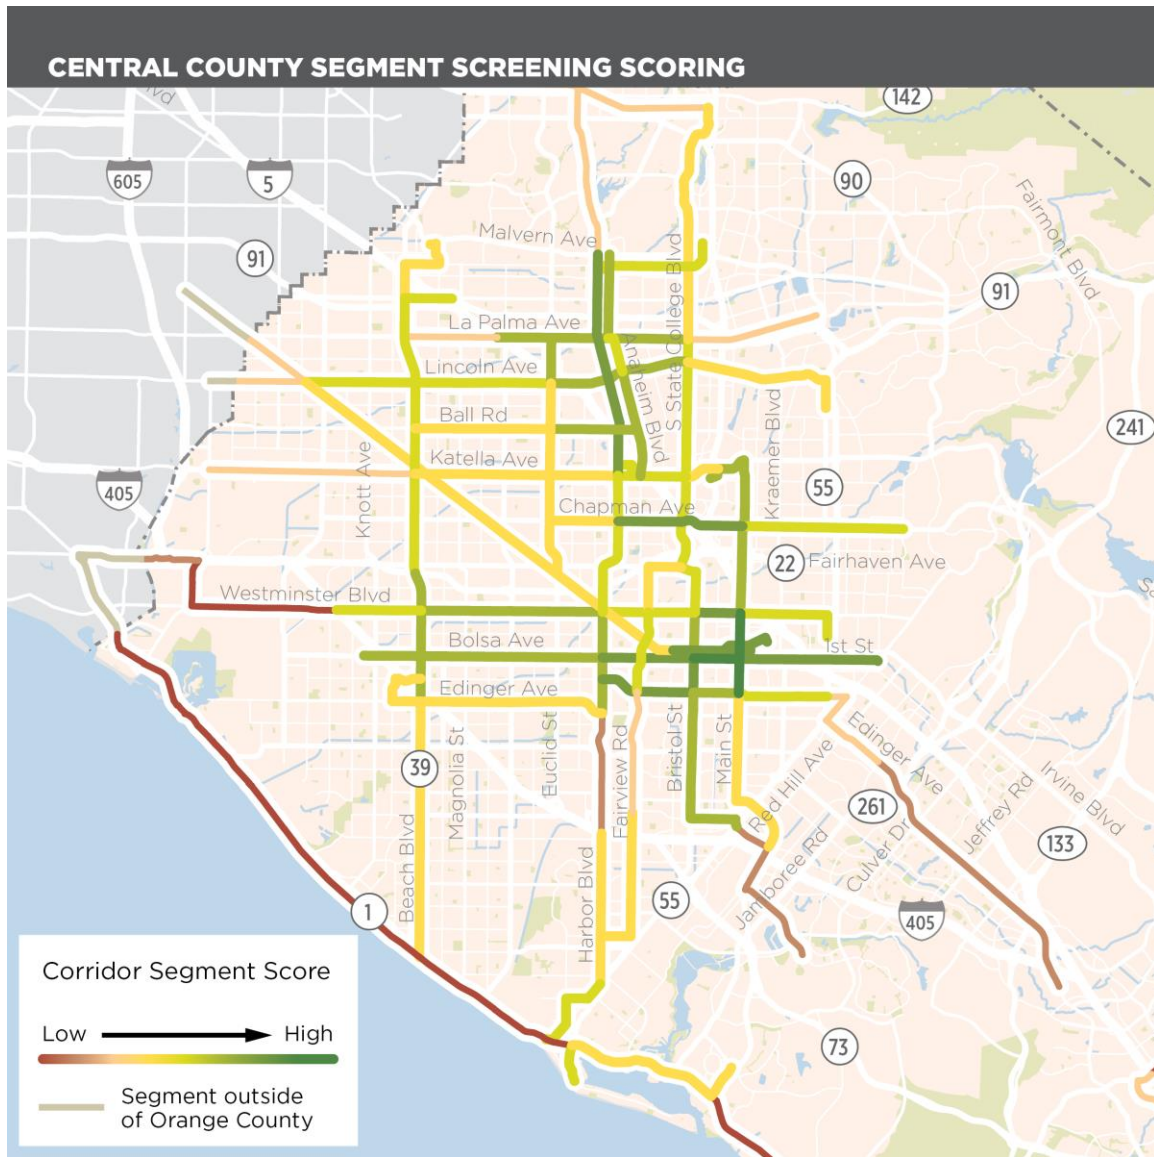 CENTRAL COUNTY SEGMENT SCREENING SCORING
142
605
5
90
Fairmont Blvd
Malvern Ave
S State College Blvd
91
91
La Palma Ave
Anaheim Blvd
Lincoln Ave
Kraemer Blvd
Ball Rd
241
Knott Ave
Katella Ave
405
55
Chapman Ave
22
Fairhaven Ave
Westminster Blvd
Bolsa Ave
1st St
Edinger Ave
Euclid St
Fairview Rd
Bristol St
Main St
Edinger Ave
39
Magnolia St
Red Hill Ave
Irvine Blvd
261
Jeffrey Rd
Culver Dr
133
Beach Blvd
Harbor Blvd
Jamboree Rd
55
1
405
Corridor Segment Score
Low
High
73
Segment outside
of Orange County